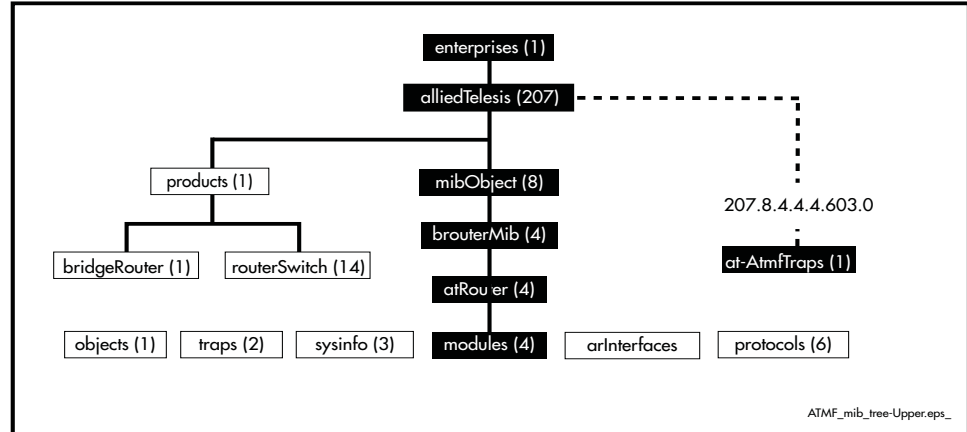 enterprises (1)
alliedTelesis (207)
products (1)
mibObject (8)
207.8.4.4.4.603.0
brouterMib (4)
bridgeRouter (1)
routerSwitch (14)
at-AtmfTraps (1)
atRouter (4)
objects (1)
traps (2)
sysinfo (3)
modules (4)
arInterfaces
protocols (6)
ATMF_mib_tree-Upper.eps_